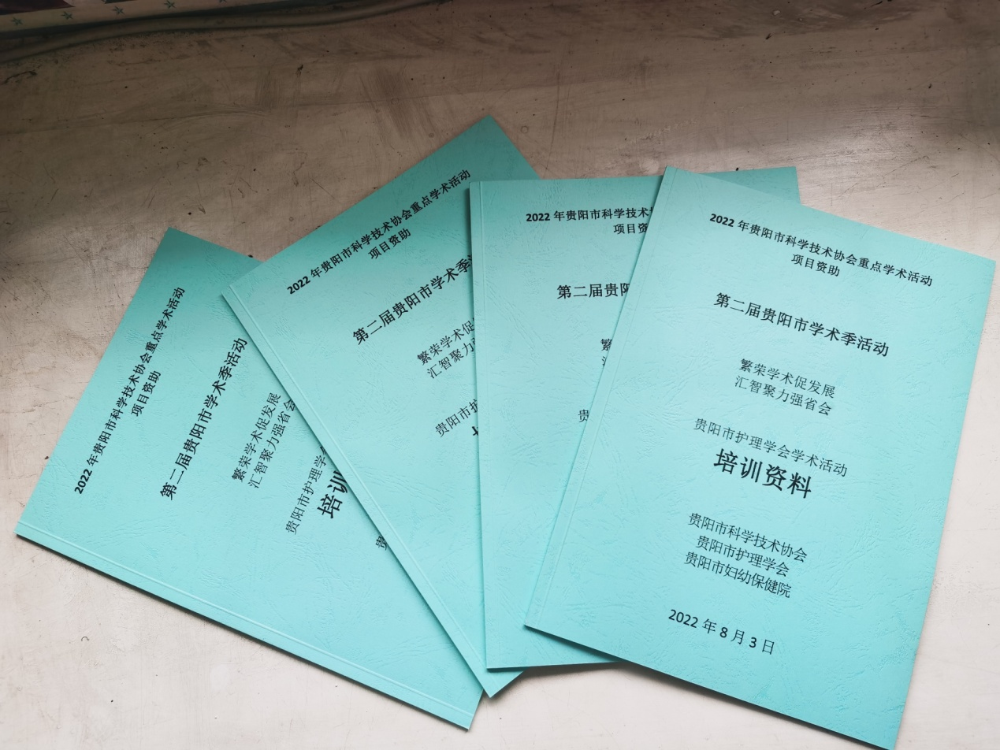 2022 年贵阳市科学技术协会重点学术活动
项目资助
第二届贵阳市学术季活动
繁荣学术促发展
汇智聚力强省会
贵阳市护理学会
培训
贵
2022 年贵阳市科学技术协会重点学术活动
项目资助
第二届贵阳市学术季
繁荣学术促
汇智聚力
贵阳市
2022 年贵阳市科学技术
项目资
第二届贵阳
繁
汇
贵
2022 年贵阳市科学技术协会重点学术活动
项目资助
第二届贵阳市学术季活动
繁荣学术促发展
汇智聚力强省会
贵阳市护理学会学术活动
培训资料
贵阳市科学技术协会
贵阳市护理学会
贵阳市妇幼保健院
2022 年 8 月 3 日